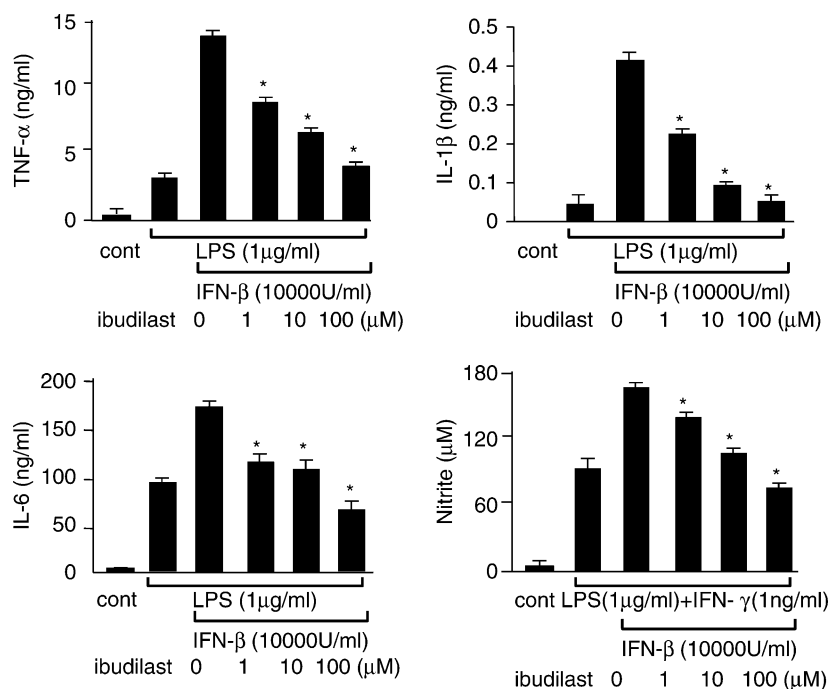 15
10
5
0
TNF-α (ng/ml)
*
*
*
cont
LPS (1μg/ml)
IFN-β (10000U/ml)
ibudilast 0 1 10 100 (μM)
0.5
0.4
0.3
0.2
0.1
0
IL-1β (ng/ml)
*
*
*
cont
LPS (1μg/ml)
IFN-β (10000U/ml)
ibudilast 0 1 10 100 (μM)
200
150
100
50
0
IL-6 (ng/ml)
*
*
*
cont
LPS (1μg/ml)
IFN-β (10000U/ml)
ibudilast 0 1 10 100 (μM)
180
120
60
0
Nitrite (μM)
*
*
*
cont LPS(1μg/ml)+IFN- γ(1ng/ml)
IFN-β (10000U/ml)
ibudilast 0 1 10 100 (μM)